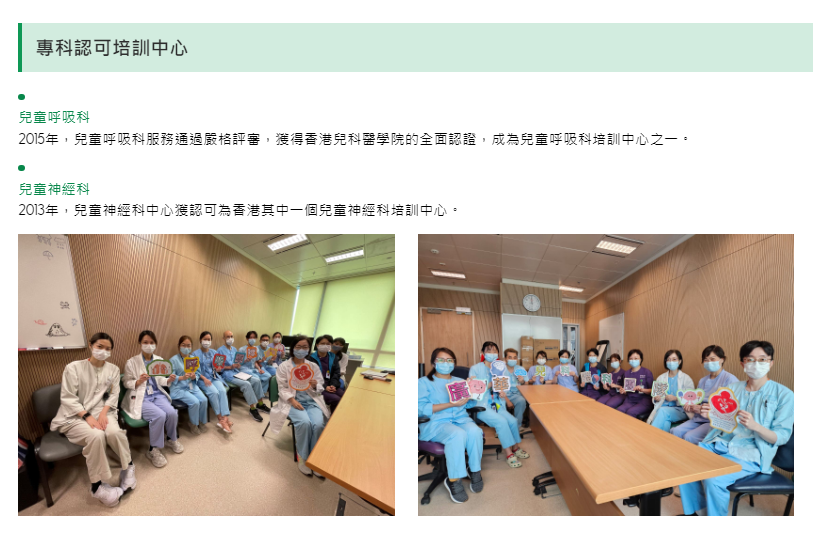 專科認可培訓中心
兒童呼吸科
2015年，兒童呼吸科服務通過嚴格評審，獲得香港兒科醫學院的全面認證，成為兒童呼吸科培訓中心之一。
兒童神經科
2013年，兒童神經科中心獲認可為香港其中一個兒童神經科培訓中心。